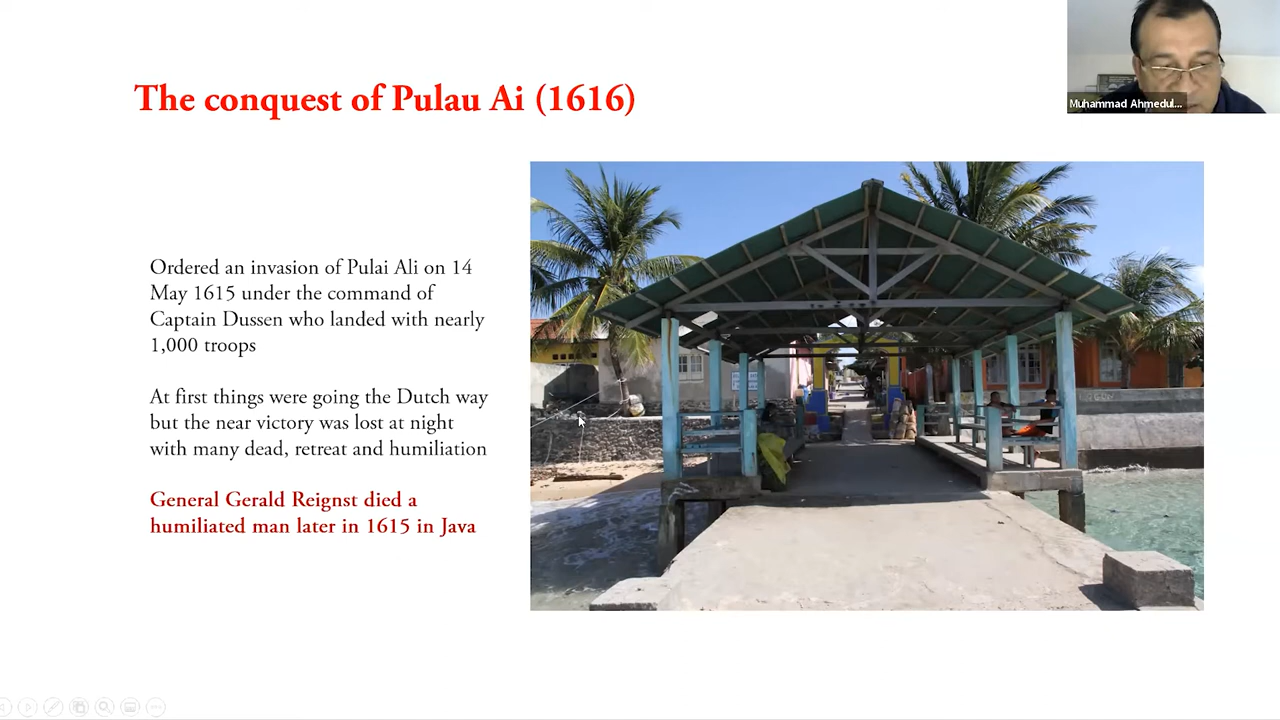 The conquest of Pulau Ai (1616)
Muhammad Ahmedul...
Ordered an invasion of Pulai Ali on 14
May 1615 under the command of
Captain Dussen who landed with nearly
1,000 troops
At first things were going the Dutch way
but the near victory was lost at night
with many dead, retreat and humiliation
General Gerald Reignst died a
humiliated man later in 1615 in Java